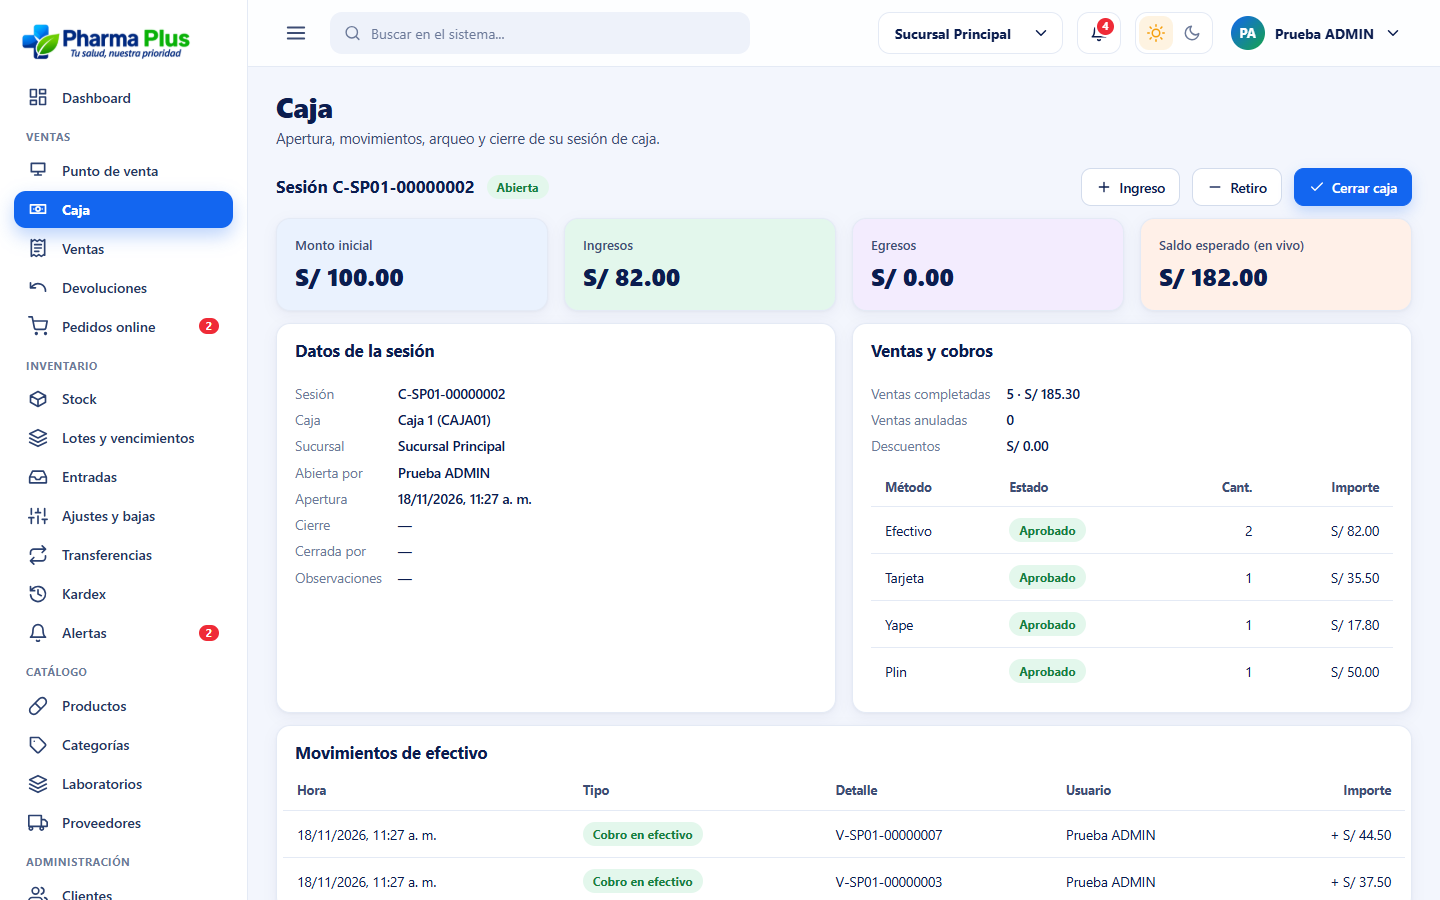 Pharma Plus
Tu salud, nuestra prioridad
Buscar en el sistema...
Sucursal Principal
4
PA
Prueba ADMIN
Dashboard
VENTAS
Punto de venta
Caja
Ventas
Devoluciones
Pedidos online
2
INVENTARIO
Stock
Lotes y vencimientos
Entradas
Ajustes y bajas
Transferencias
Kardex
Alertas
2
CATÁLOGO
Productos
Categorías
Laboratorios
Proveedores
ADMINISTRACIÓN
Clientes
Caja
Apertura, movimientos, arqueo y cierre de su sesión de caja.
Sesión C-SP01-00000002
Abierta
Ingreso
Retiro
Cerrar caja
Monto inicial
S/ 100.00
Ingresos
S/ 82.00
Egresos
S/ 0.00
Saldo esperado (en vivo)
S/ 182.00
Datos de la sesión
Sesión C-SP01-00000002
Caja Caja 1 (CAJA01)
Sucursal Sucursal Principal
Abierta por Prueba ADMIN
Apertura 18/11/2026, 11:27 a. m.
Cierre —
Cerrada por —
Observaciones —
Ventas y cobros
Ventas completadas 5 · S/ 185.30
Ventas anuladas 0
Descuentos S/ 0.00
Método Estado Cant. Importe
Efectivo Aprobado 2 S/ 82.00
Tarjeta Aprobado 1 S/ 35.50
Yape Aprobado 1 S/ 17.80
Plin Aprobado 1 S/ 50.00
Movimientos de efectivo
Hora Tipo Detalle Usuario Importe
18/11/2026, 11:27 a. m. Cobro en efectivo V-SP01-00000007 Prueba ADMIN + S/ 44.50
18/11/2026, 11:27 a. m. Cobro en efectivo V-SP01-00000003 Prueba ADMIN + S/ 37.50